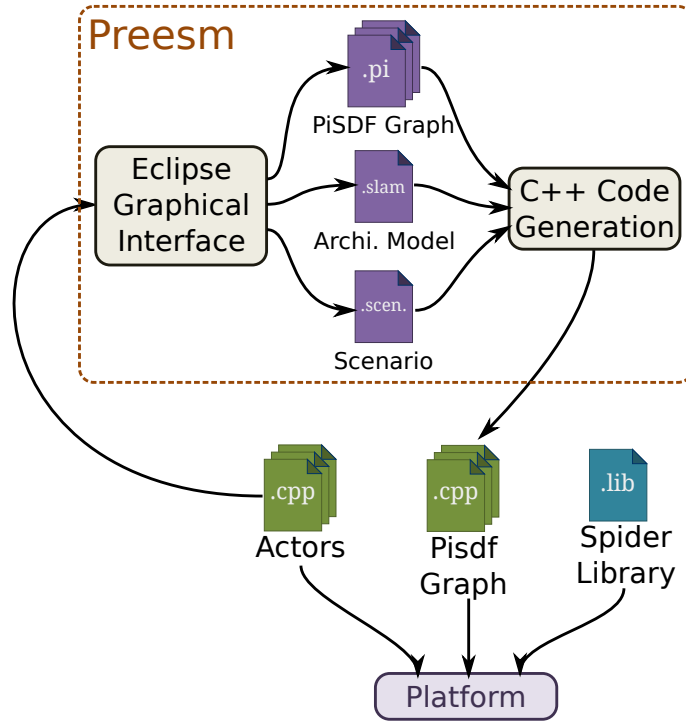 Preesm
.pi
PiSDF Graph
Eclipse
Graphical
Interface
.slam
Archi. Model
C++ Code
Generation
.scen.
Scenario
.cpp
Actors
.cpp
Pisdf
Graph
.lib
Spider
Library
Platform